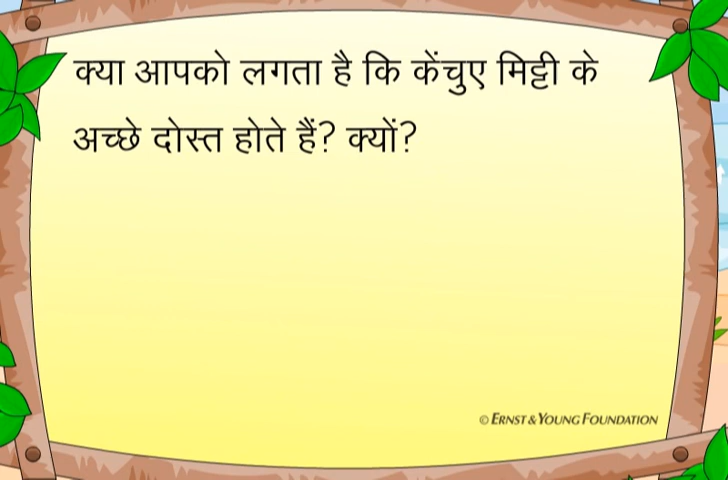 क्या आपको लगता है कि केंचुए मिट्टी के
अच्छे दोस्त होते हैं? क्यों?
© ERNST & YOUNG FOUNDATION